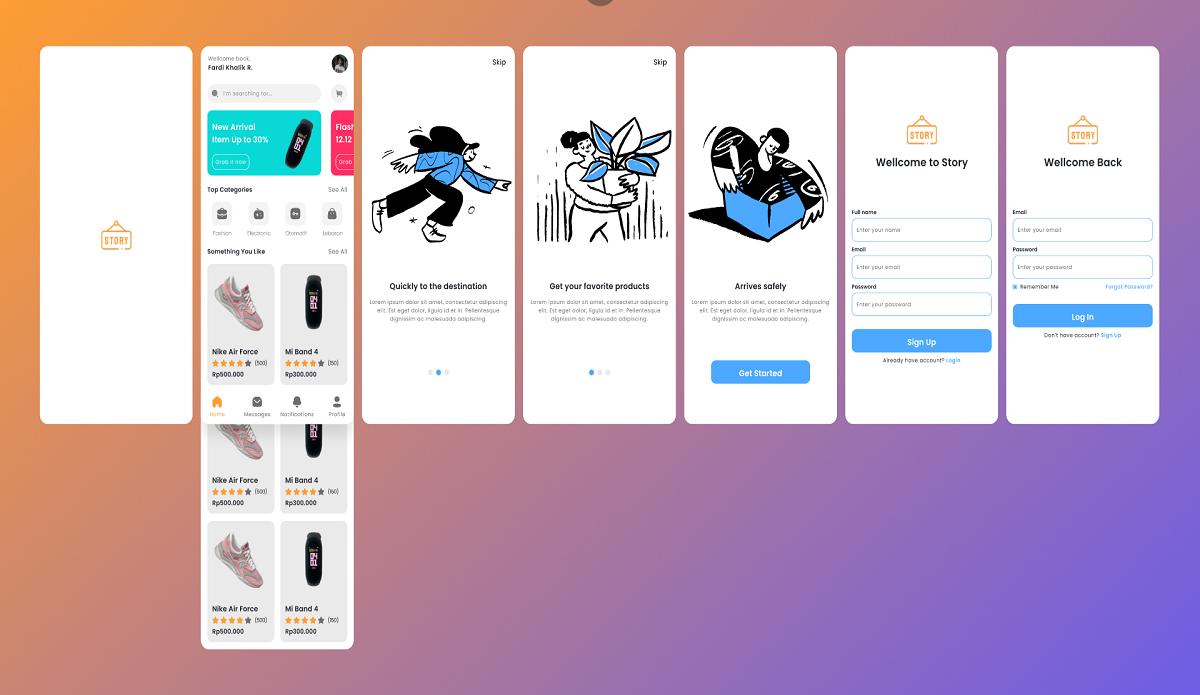 STORY
Wellcome back,
Fardi Khalik R.
I'm searching...
New Arrival
Item Up to 30%
Grab it now
Flash
12.12
Grab
Top Categories
See All
Fashion
Electronic
Otomotif
Lebaran
Something You Like
See All
Nike Air Force
(500)
Rp500.000
Mi Band 4
(150)
Rp300.000
Home
Messages
Notifications
Profile
Nike Air Force
(500)
Rp500.000
Mi Band 4
(150)
Rp300.000
Nike Air Force
(500)
Rp500.000
Mi Band 4
(150)
Rp300.000
Skip
Quickly to the destination
Lorem ipsum dolor sit amet, consectetur adipiscing
elit. Eget dolor, ligula id et in. Pellentesque
dignissim ac malesuada adipiscing.
Skip
Get your favorite products
Lorem ipsum dolor sit amet, consectetur adipiscing
elit. Eget dolor, ligula id et in. Pellentesque
dignissim ac malesuada adipiscing.
Arrives safely
Lorem ipsum dolor sit amet, consectetur adipiscing
elit. Eget dolor, ligula id et in. Pellentesque
dignissim ac malesuada adipiscing.
Get Started
STORY
Wellcome to Story
Full name
Enter your name
Email
Enter your email
Password
Enter your password
Sign Up
Already have account? Login
STORY
Wellcome Back
Email
Enter your email
Password
Enter your password
Remember Me
Forgot Password?
Log In
Don't have account? Sign Up